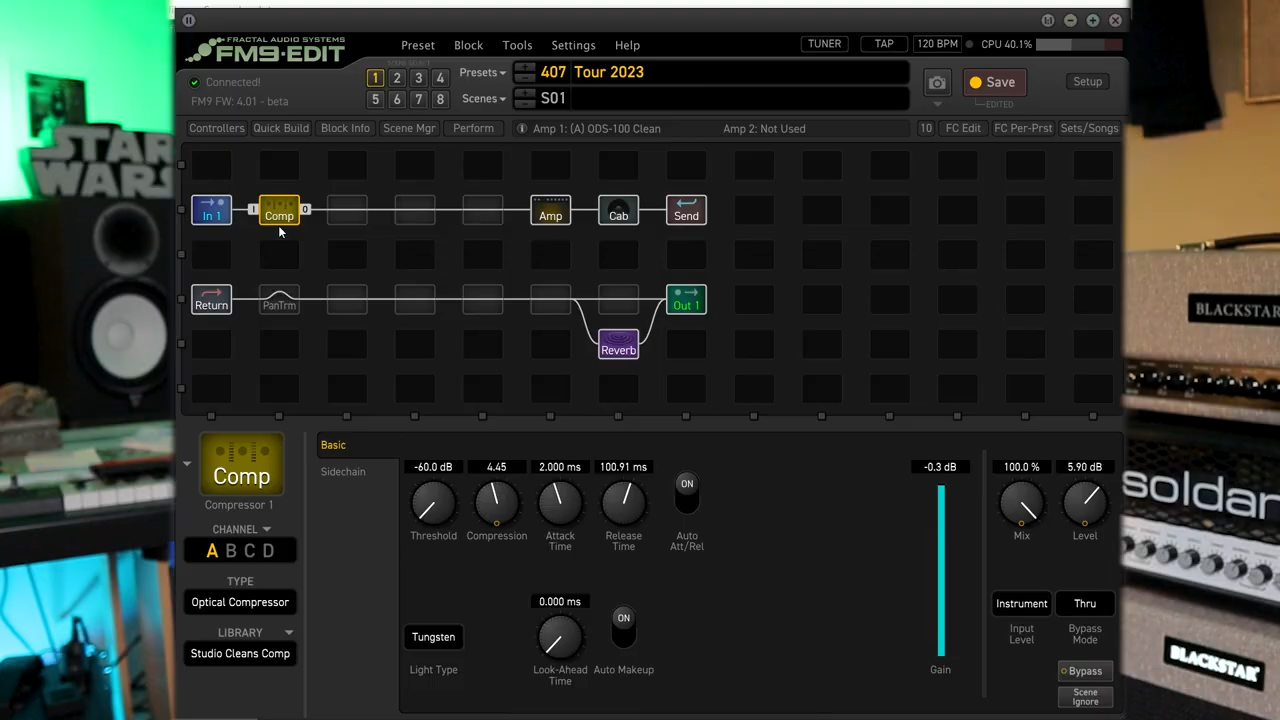 FRACTAL AUDIO SYSTEMS
FM9-EDIT
Preset Block Tools Settings Help
TUNER TAP 120 BPM CPU 40.1%
Connected!
FM9 FW: 4.01 - beta
1 2 3 4
5 6 7 8
Presets 407 Tour 2023
Scenes S01
Save
EDITED
Setup
Controllers Quick Build Block Info Scene Mgr Perform
Amp 1: (A) ODS-100 Clean Amp 2: Not Used
10 FC Edit FC Per-Prst Sets/Songs
In 1 I Comp O Amp Cab Send
Return PanTrm Out 1
Reverb
Comp
Compressor 1
CHANNEL
A B C D
TYPE
Optical Compressor
LIBRARY
Studio Cleans Comp
Basic
Sidechain
-60.0 dB 4.45 2.000 ms 100.91 ms -0.3 dB 100.0 % 5.90 dB
ON
Threshold Compression Attack Time Release Time Auto Att/Rel Mix Level
0.000 ms
ON
Tungsten
Light Type Look-Ahead Time Auto Makeup Gain
Instrument Thru
Input Level Bypass Mode
Bypass
Scene Ignore
STAR
WARS
BLACKSTAR
soldan
BLACKSTAR